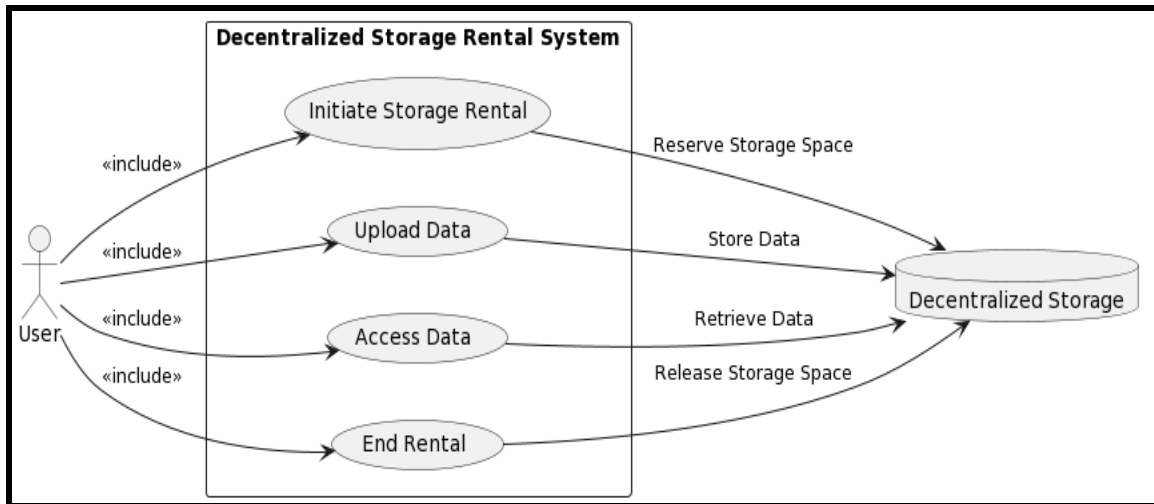 Decentralized Storage Rental System
Initiate Storage Rental
Reserve Storage Space
«include»
Upload Data
Store Data
«include»
Decentralized Storage
User
«include»
Access Data
Retrieve Data
«include»
Release Storage Space
End Rental